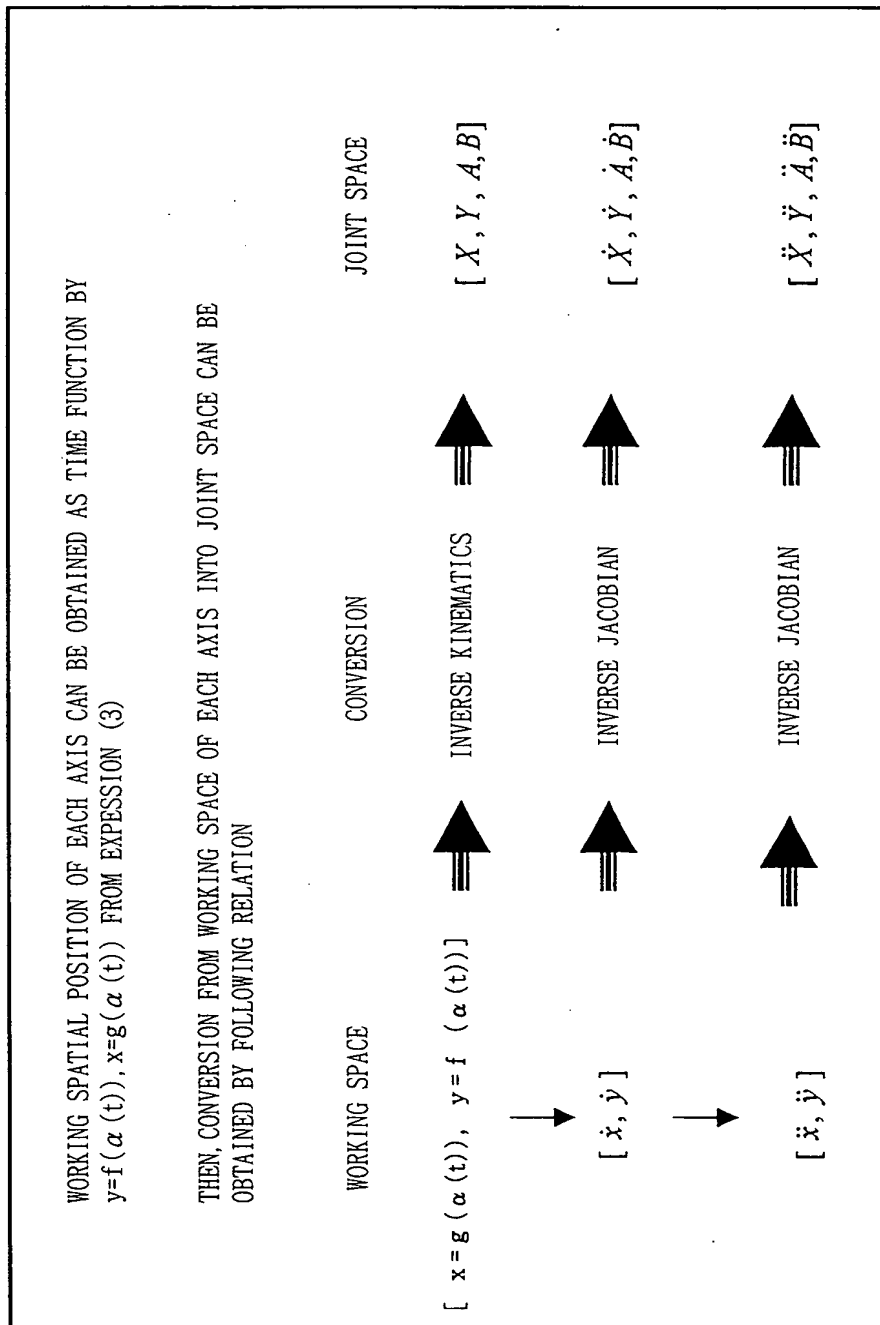 WORKING SPATIAL POSITION OF EACH AXIS CAN BE OBTAINED AS TIME FUNCTION BY
y=f(α(t)),x=g(α(t)) FROM EXPESSION (3)
THEN, CONVERSION FROM WORKING SPACE OF EACH AXIS INTO JOINT SPACE CAN BE
OBTAINED BY FOLLOWING RELATION
WORKING SPACE CONVERSION JOINT SPACE
[ x=g(α(t)), y=f (α(t))] INVERSE KINEMATICS [ X, Y, A,B]
[ ẋ, ẏ ] INVERSE JACOBIAN [ Ẋ, Ẏ, Ȧ,Ḃ]
[ ẍ, ÿ ] INVERSE JACOBIAN [ Ẍ, Ÿ, Ä,B̈]